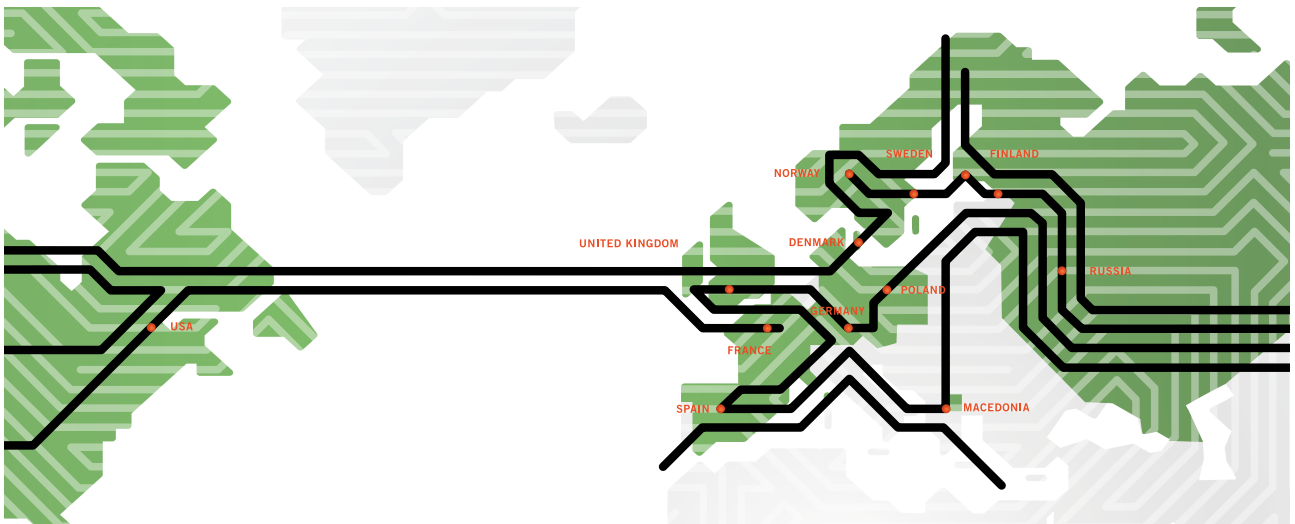 SWEDEN
FINLAND
NORWAY
UNITED KINGDOM
DENMARK
RUSSIA
POLAND
GERMANY
USA
FRANCE
SPAIN
MACEDONIA